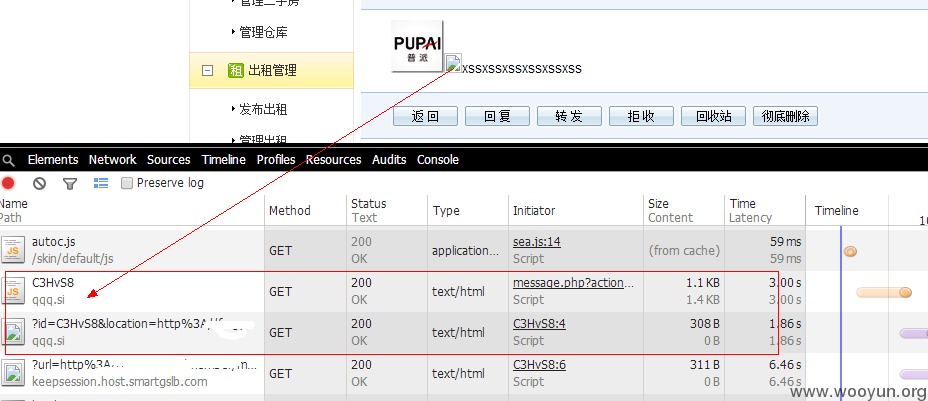 管理二手房
管理仓库
租 出租管理
发布出租
管理出租
PUPAI
普派
xssxssxssxssxssxss
返 回 回 复 转 发 拒 收 回收站 彻底删除
Elements Network Sources Timeline Profiles Resources Audits Console
Preserve log
Name Method Status Type Initiator Size Time Timeline
Path Text Content Latency
autoc.js GET 200 application... sea.js:14 (from cache) 59 ms
/skin/default/js OK Script 59 ms
C3HvS8 GET 200 text/html message.php?action... 1.1 KB 3.00 s
qqq.si OK Script 1.4 KB 3.00 s
?id=C3HvS8&location=http%3A GET 200 text/html C3HvS8:4 308 B 1.86 s
qqq.si OK Script 0 B 1.86 s
?url=http%3A GET 200 text/html C3HvS8:6 311 B 6.46 s
keepsession.host.smartgslb.com OK Script 0 B 6.46 s
www.wooyun.org